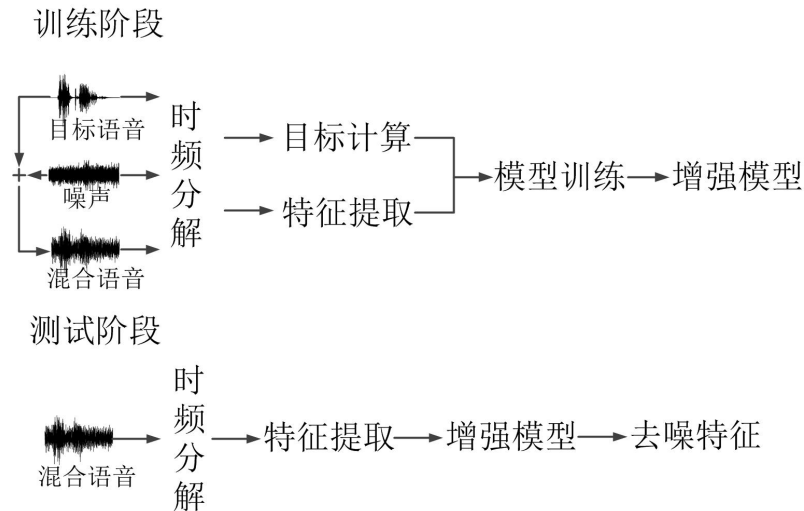 训练阶段
目标语音
+
噪声
混合语音
时频分解
目标计算
特征提取
模型训练
增强模型
测试阶段
混合语音
时频分解
特征提取
增强模型
去噪特征